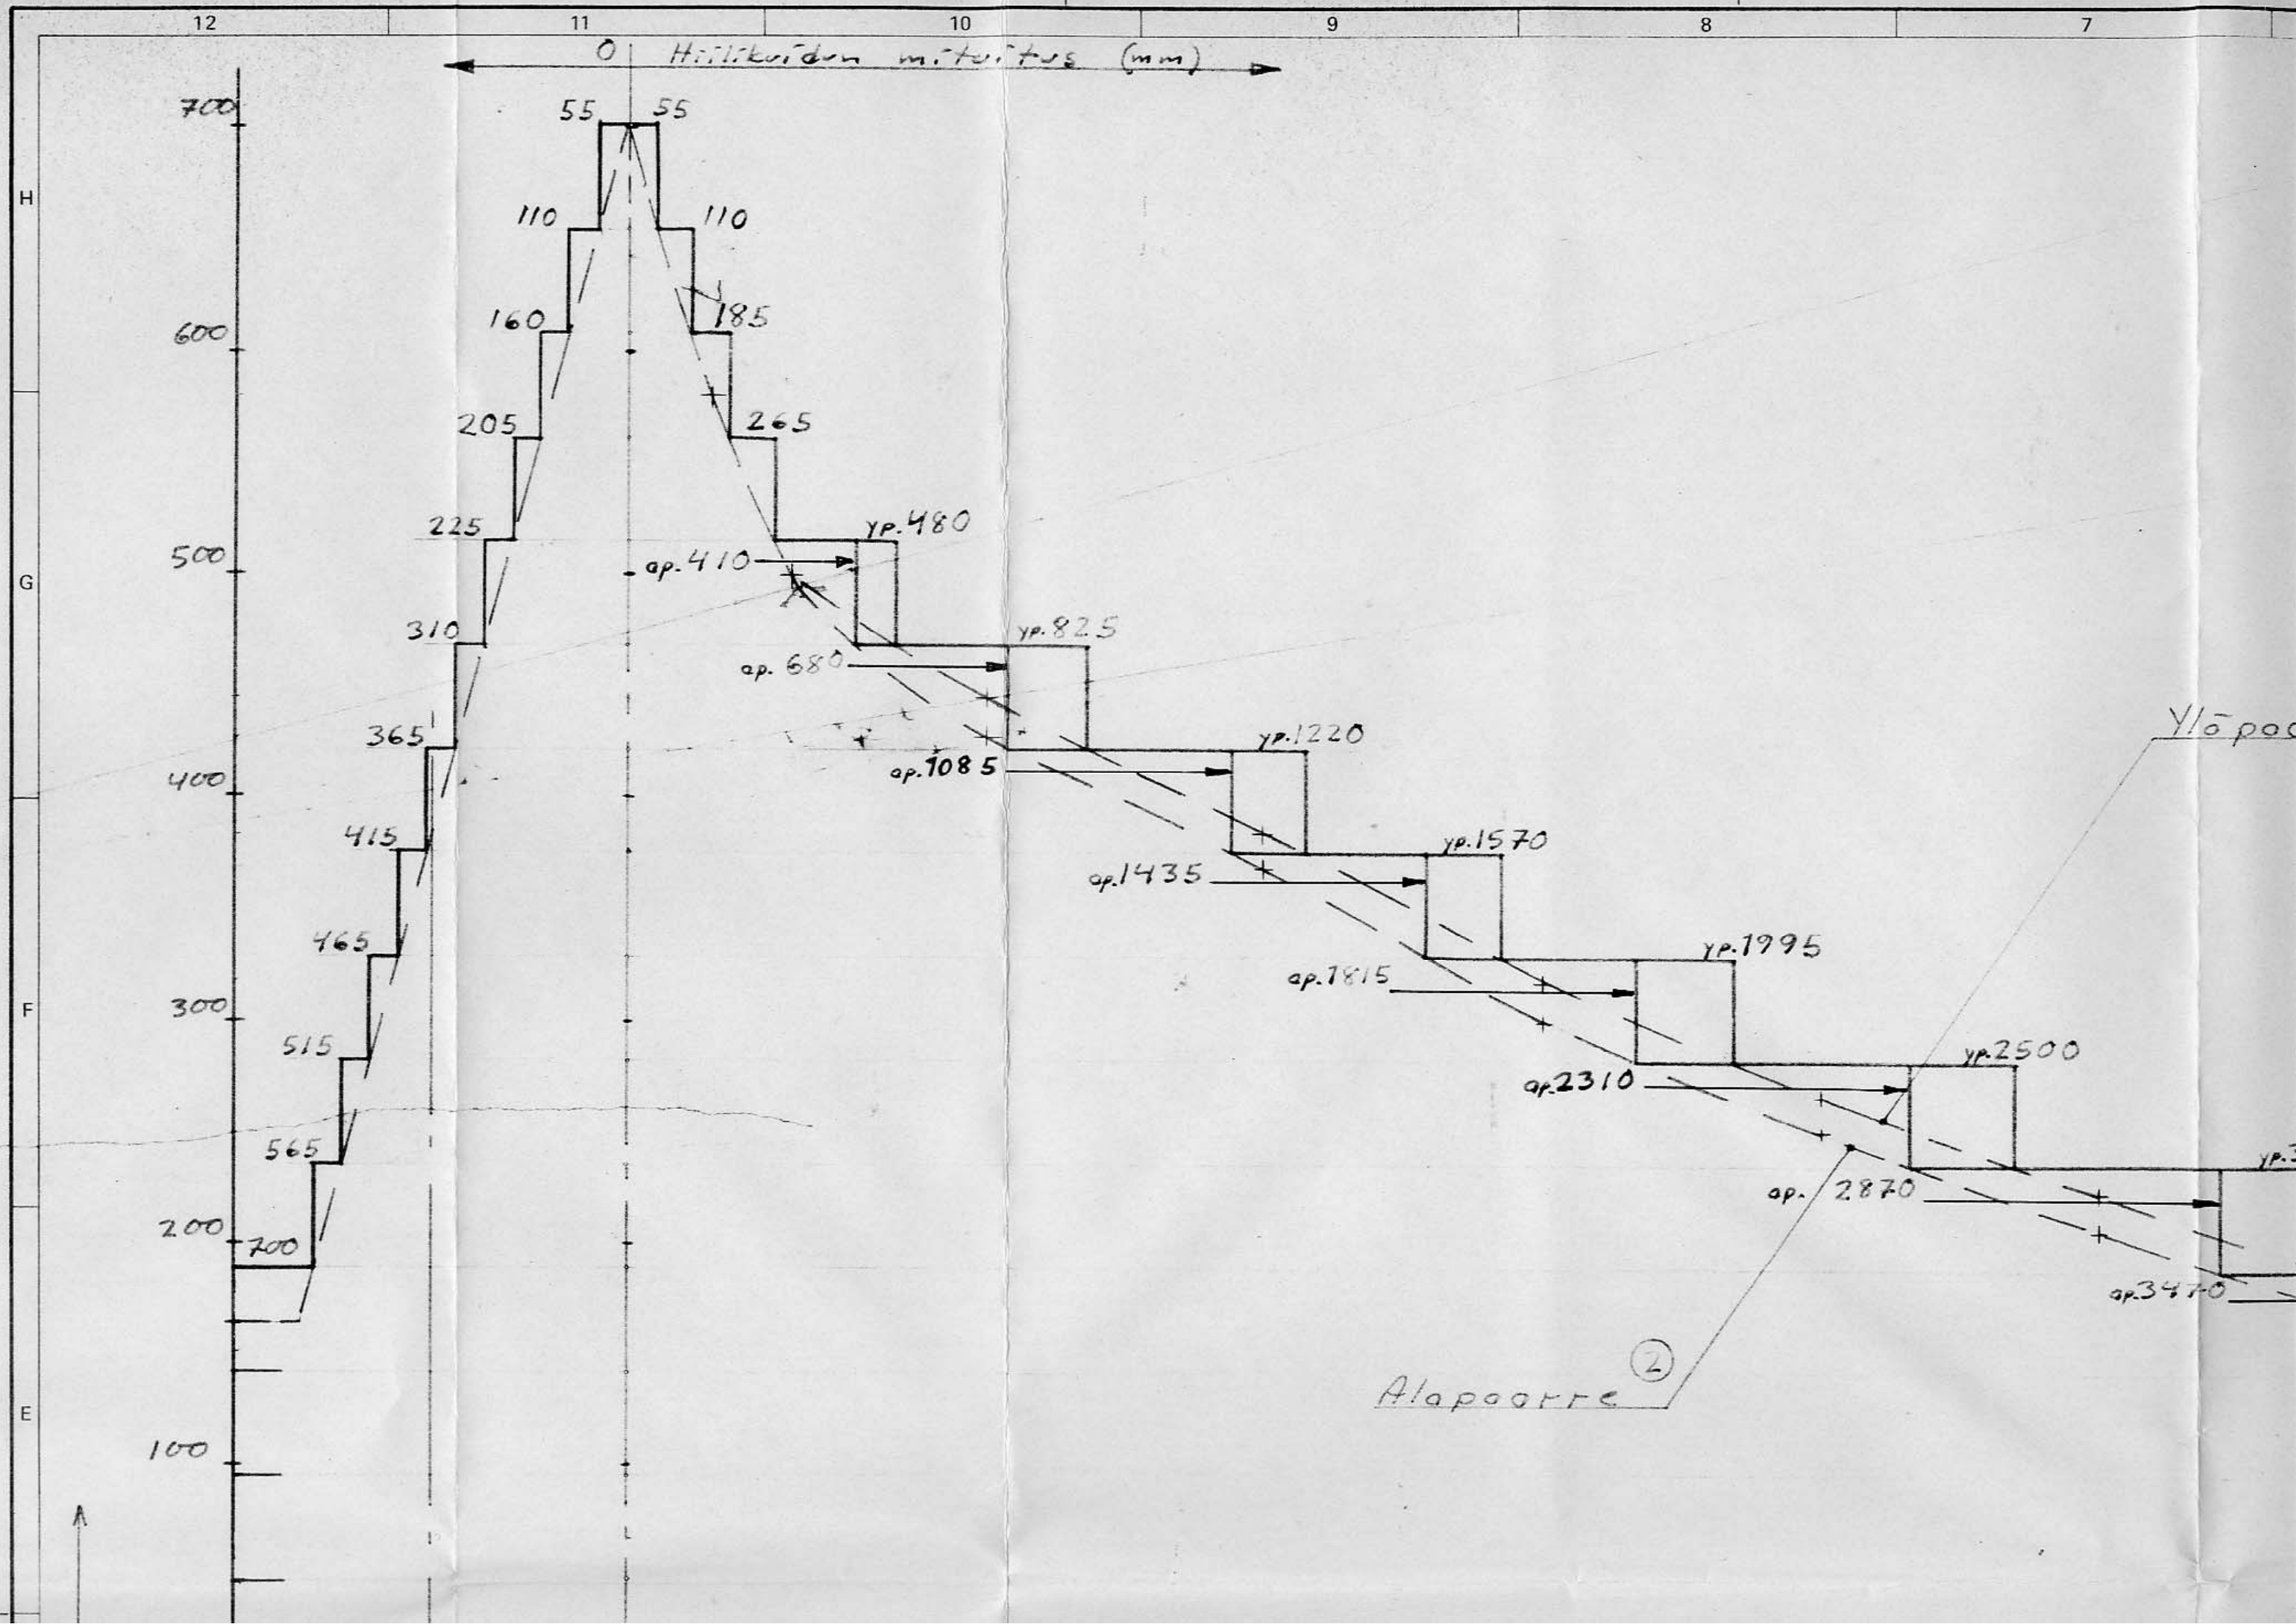 12 11 10 9 8 7
0 Hiilikuidun mitoitus (mm)
700 55 55
H
110 110
600 160 185
205 265
225 yp.480
500 ap.410
G
310 yp.825
ap. 680
365 yp.1220
400 ap.1085
415 yp.1570
ap.1435
465 yp.1995
ap.1815
F
300
515 yp.2500
ap.2310
565 yp.3
ap. 2870
200
700
ap.3470
2
E
Alapaarre
100